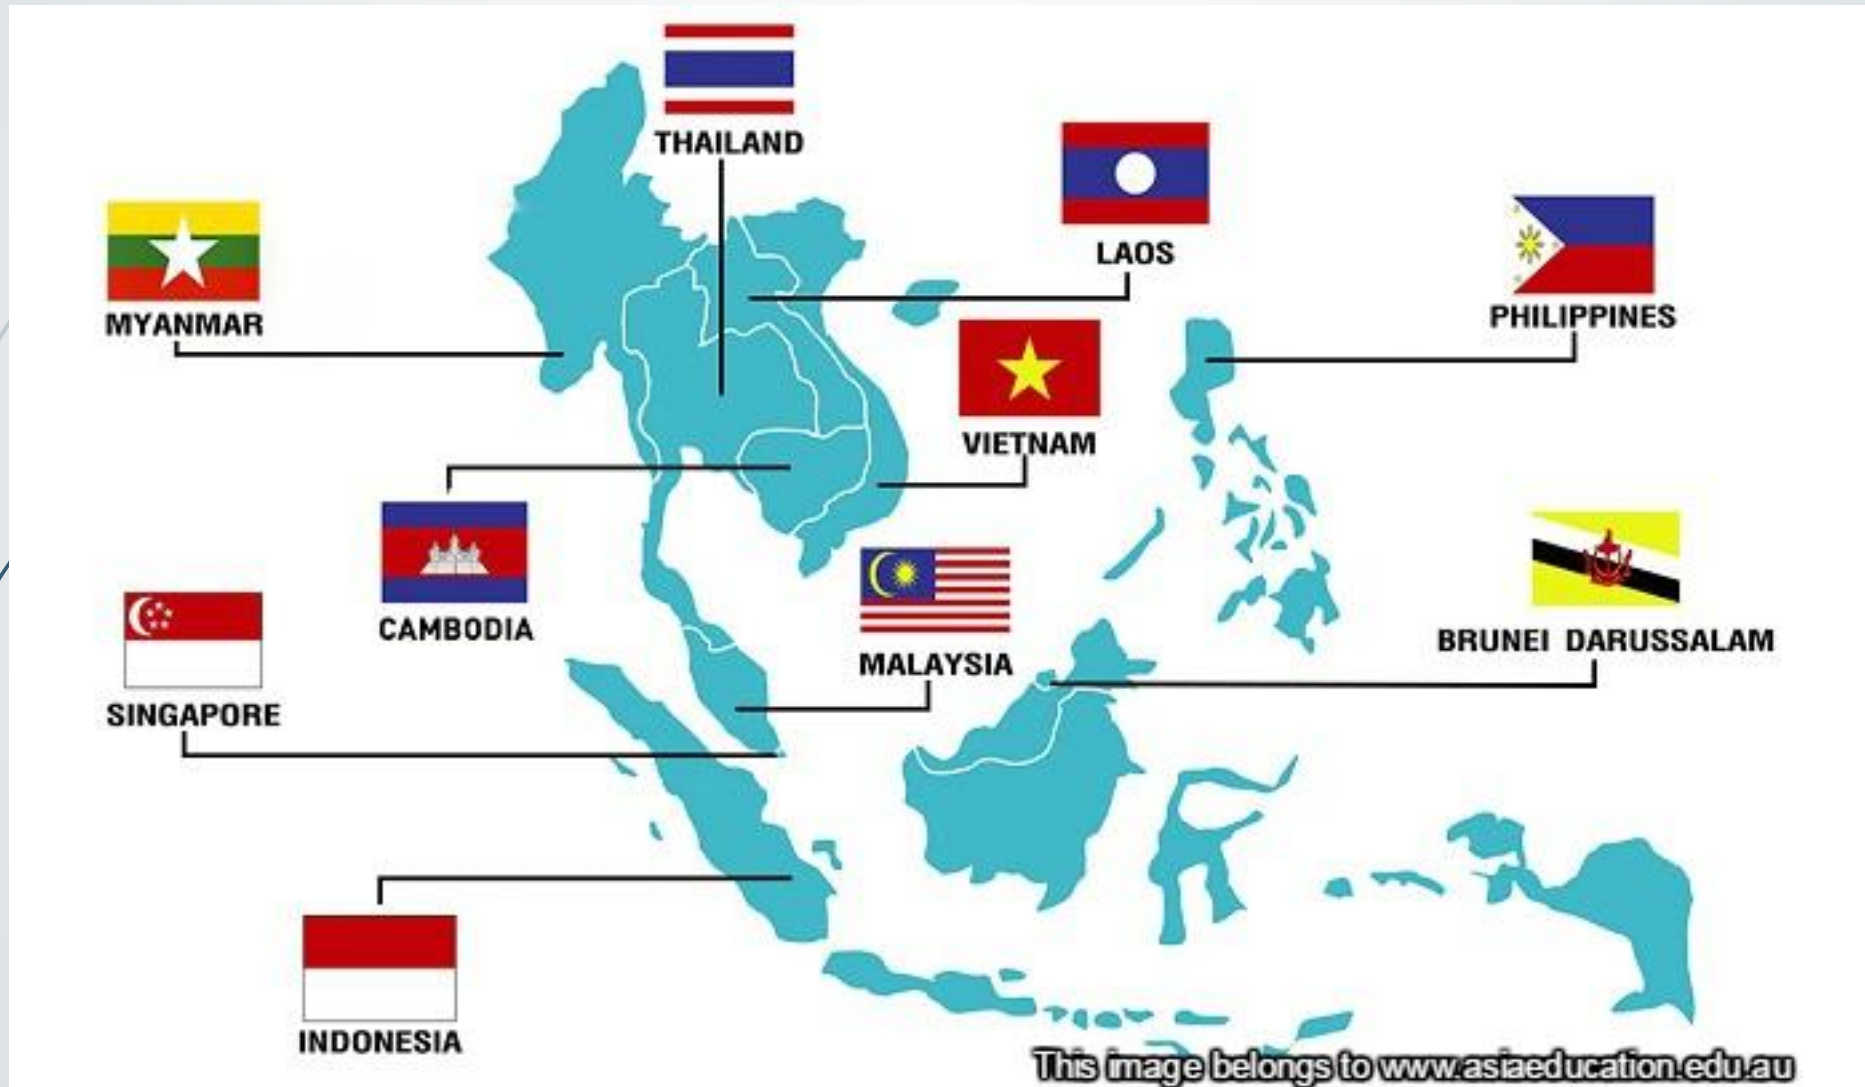 THAILAND
LAOS
MYANMAR
PHILIPPINES
VIETNAM
CAMBODIA
MALAYSIA
BRUNEI DARUSSALAM
SINGAPORE
INDONESIA
This image belongs to www.asiaeducation.edu.au